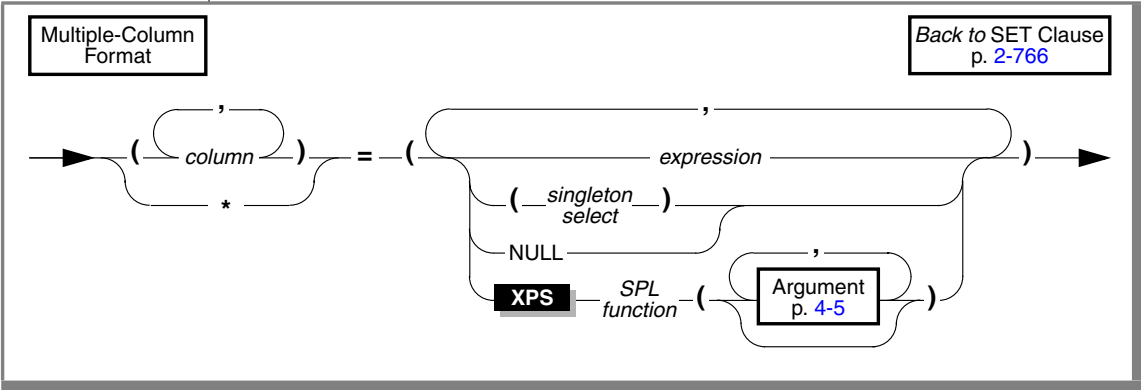 Multiple-Column
Format
Back to SET Clause
p. 2-766
, ,
( column ) = ( expression )
*
( singleton
select )
NULL
,
XPS SPL
function ( Argument
p. 4-5 )